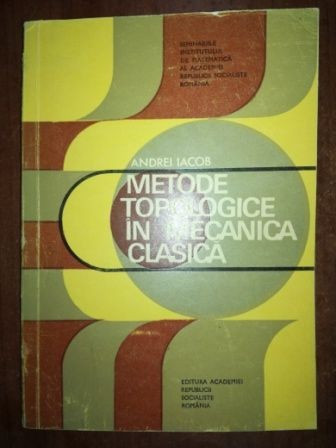 SEMINARIILE
INSTITUTULUI
DE MATEMATICĂ
AL ACADEMIEI
REPUBLICII SOCIALISTE
ROMÂNIA
ANDREI IACOB
METODE
TOPOLOGICE
ÎN MECANICA
CLASICĂ
EDITURA ACADEMIEI
REPUBLICII
SOCIALISTE
ROMÂNIA